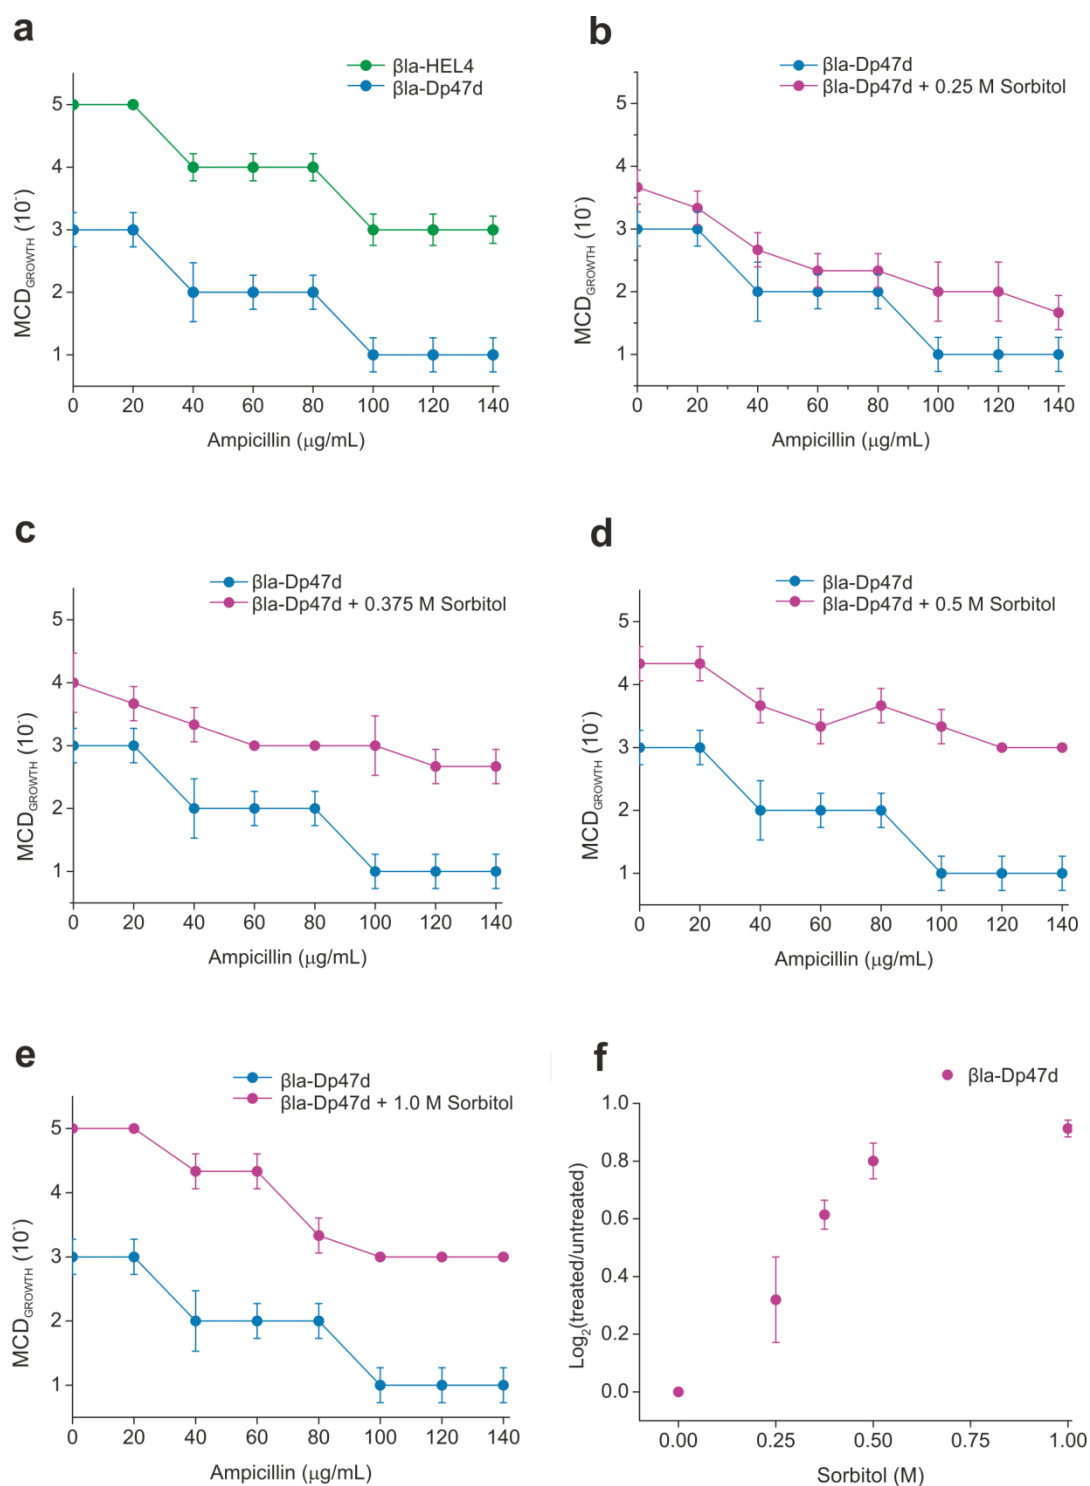 a
βla-HEL4
βla-Dp47d
5
4
3
2
1
MCD_GROWTH (10⁻)
0 20 40 60 80 100 120 140
Ampicillin (μg/mL)
b
βla-Dp47d
βla-Dp47d + 0.25 M Sorbitol
5
4
3
2
1
MCD_GROWTH (10⁻)
0 20 40 60 80 100 120 140
Ampicillin (μg/mL)
c
βla-Dp47d
βla-Dp47d + 0.375 M Sorbitol
5
4
3
2
1
MCD_GROWTH (10⁻)
0 20 40 60 80 100 120 140
Ampicillin (μg/mL)
d
βla-Dp47d
βla-Dp47d + 0.5 M Sorbitol
5
4
3
2
1
MCD_GROWTH (10⁻)
0 20 40 60 80 100 120 140
Ampicillin (μg/mL)
e
βla-Dp47d
βla-Dp47d + 1.0 M Sorbitol
5
4
3
2
1
MCD_GROWTH (10⁻)
0 20 40 60 80 100 120 140
Ampicillin (μg/mL)
f
βla-Dp47d
1.0
0.8
0.6
0.4
0.2
0.0
Log₂(treated/untreated)
0.00 0.25 0.50 0.75 1.00
Sorbitol (M)